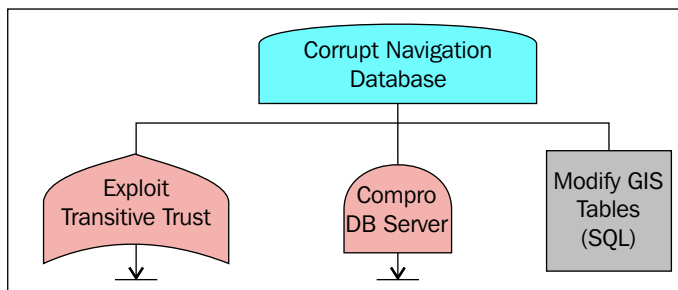 Corrupt Navigation
Database
Exploit
Transitive Trust
Compro
DB Server
Modify GIS
Tables
(SQL)